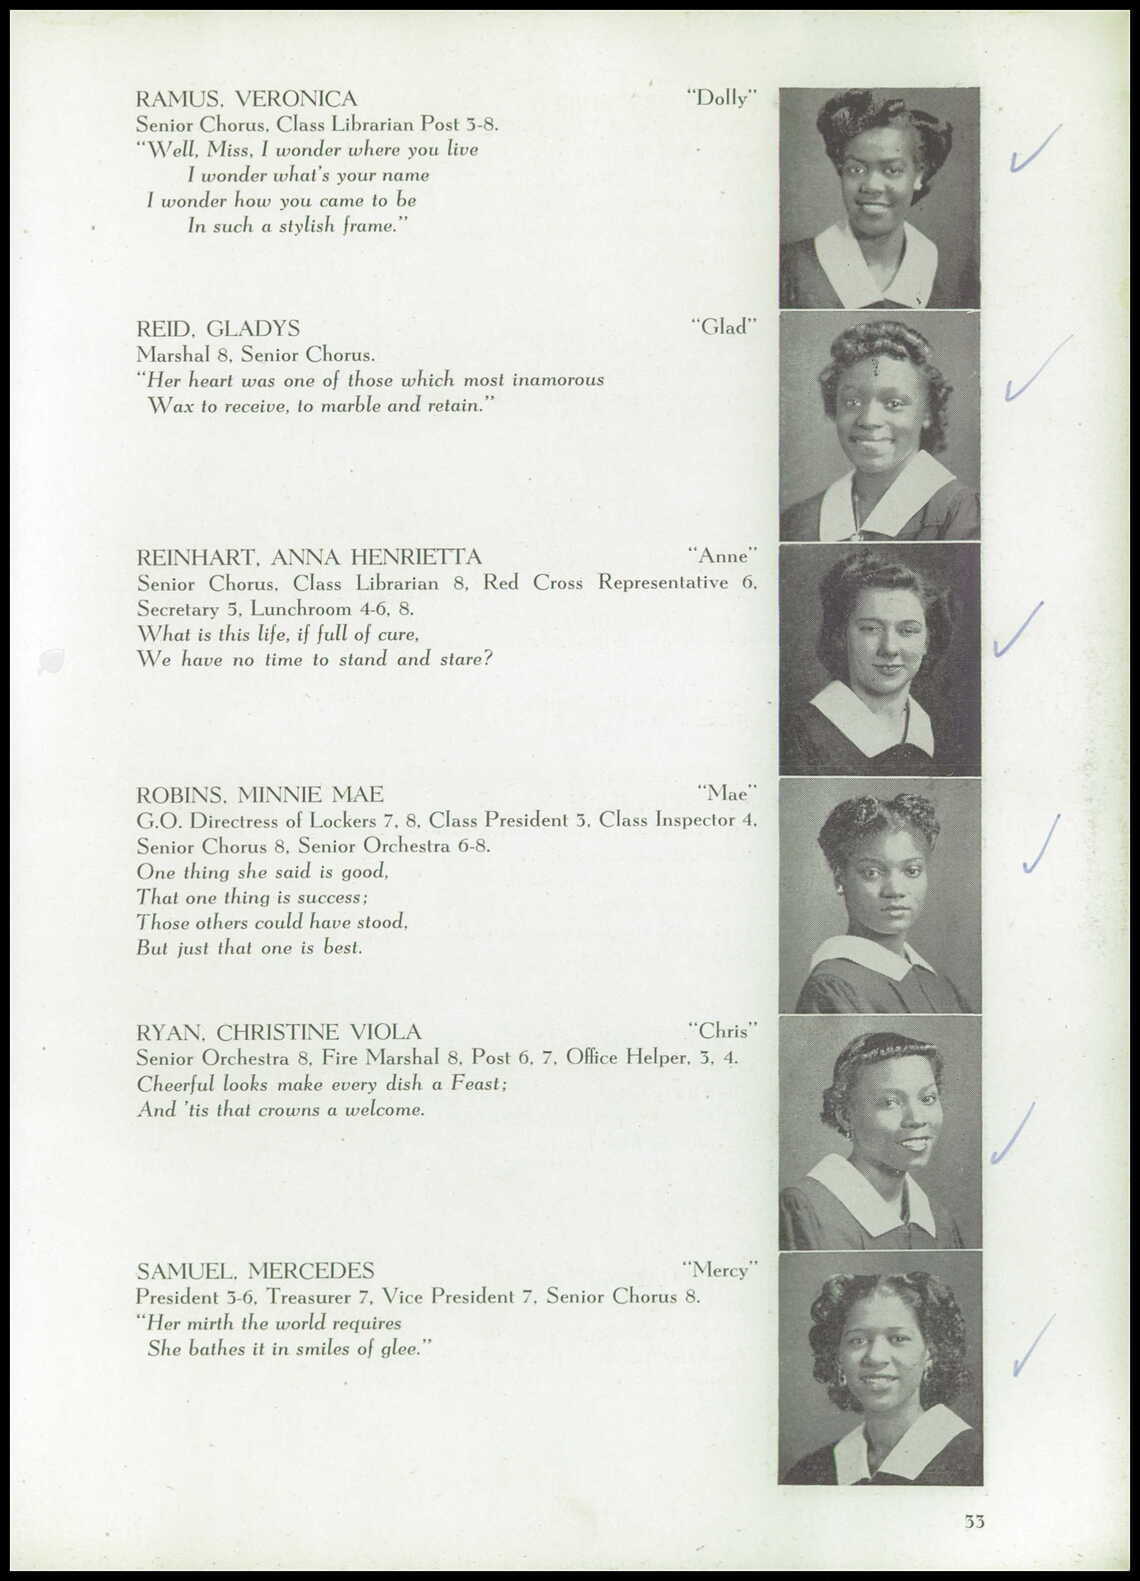 RAMUS, VERONICA "Dolly"
Senior Chorus, Class Librarian Post 3-8.
"Well, Miss, I wonder where you live
I wonder what's your name
I wonder how you came to be
In such a stylish frame."
REID, GLADYS "Glad"
Marshal 8, Senior Chorus.
"Her heart was one of those which most inamorous
Wax to receive, to marble and retain."
REINHART, ANNA HENRIETTA "Anne"
Senior Chorus, Class Librarian 8, Red Cross Representative 6,
Secretary 5, Lunchroom 4-6, 8.
What is this life, if full of cure,
We have no time to stand and stare?
ROBINS, MINNIE MAE "Mae"
G.O. Directress of Lockers 7, 8, Class President 3, Class Inspector 4,
Senior Chorus 8, Senior Orchestra 6-8.
One thing she said is good,
That one thing is success;
Those others could have stood,
But just that one is best.
RYAN, CHRISTINE VIOLA "Chris"
Senior Orchestra 8, Fire Marshal 8, Post 6, 7, Office Helper, 3, 4.
Cheerful looks make every dish a Feast;
And 'tis that crowns a welcome.
SAMUEL, MERCEDES "Mercy"
President 3-6, Treasurer 7, Vice President 7, Senior Chorus 8.
"Her mirth the world requires
She bathes it in smiles of glee."
33